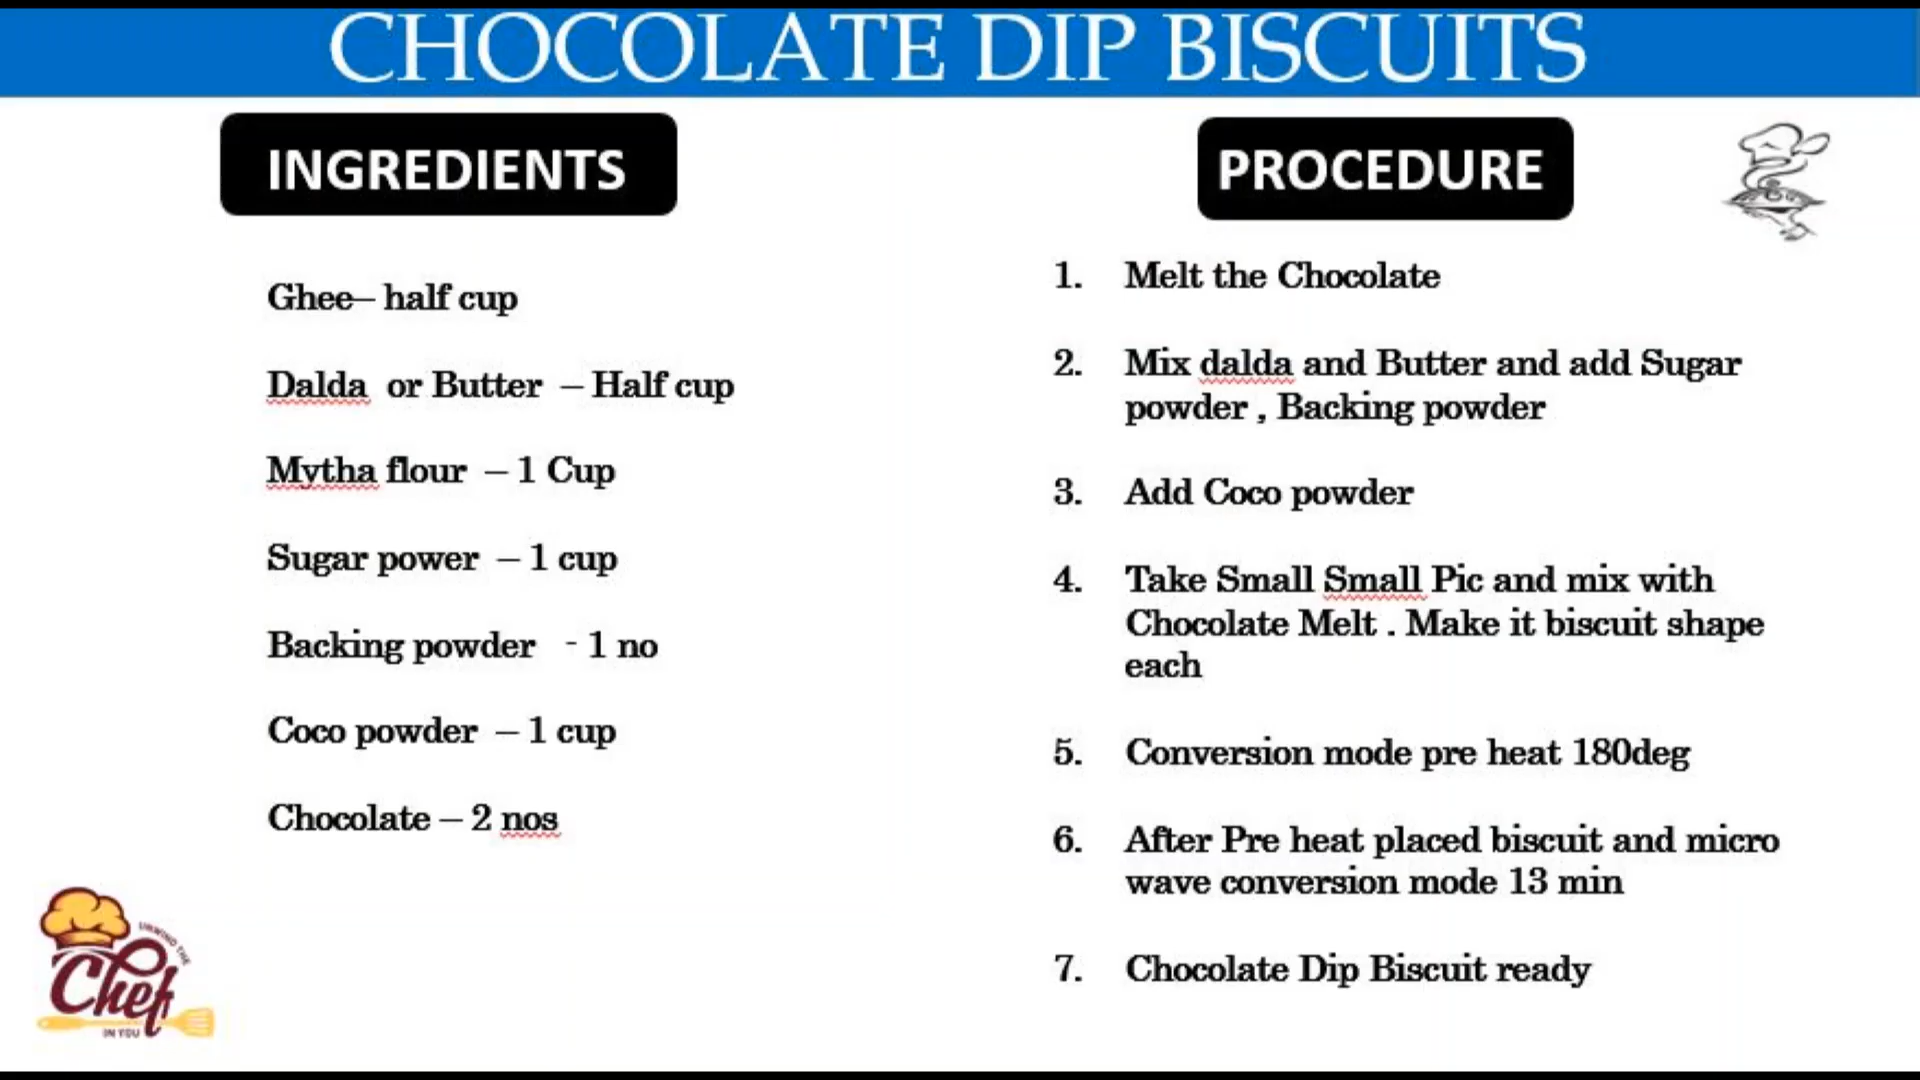 CHOCOLATE DIP BISCUITS
INGREDIENTS
Ghee– half cup
Dalda or Butter – Half cup
Mytha flour – 1 Cup
Sugar power – 1 cup
Backing powder - 1 no
Coco powder – 1 cup
Chocolate – 2 nos
PROCEDURE
1. Melt the Chocolate
2. Mix dalda and Butter and add Sugar
powder , Backing powder
3. Add Coco powder
4. Take Small Small Pic and mix with
Chocolate Melt . Make it biscuit shape
each
5. Conversion mode pre heat 180deg
6. After Pre heat placed biscuit and micro
wave conversion mode 13 min
7. Chocolate Dip Biscuit ready
UNWIND THE
Chef
IN YOU